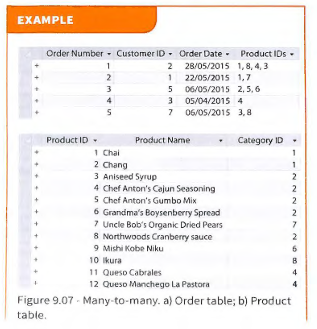 EXAMPLE
Order Number Customer ID Order Date Product IDs
1 2 28/05/2015 1, 8, 4, 3
2 1 22/05/2015 1, 7
3 5 06/05/2015 2, 5, 6
4 3 05/04/2015 4
5 7 06/05/2015 3, 8
Product ID Product Name Category ID
1 Chai 1
2 Chang 1
3 Aniseed Syrup 2
4 Chef Anton's Cajun Seasoning 2
5 Chef Anton's Gumbo Mix 2
6 Grandma's Boysenberry Spread 2
7 Uncle Bob's Organic Dried Pears 7
8 Northwoods Cranberry sauce 2
9 Mishi Kobe Niku 6
10 Ikura 8
11 Queso Cabrales 4
12 Queso Manchego La Pastora 4
Figure 9.07 - Many-to-many. a) Order table; b) Product
table.